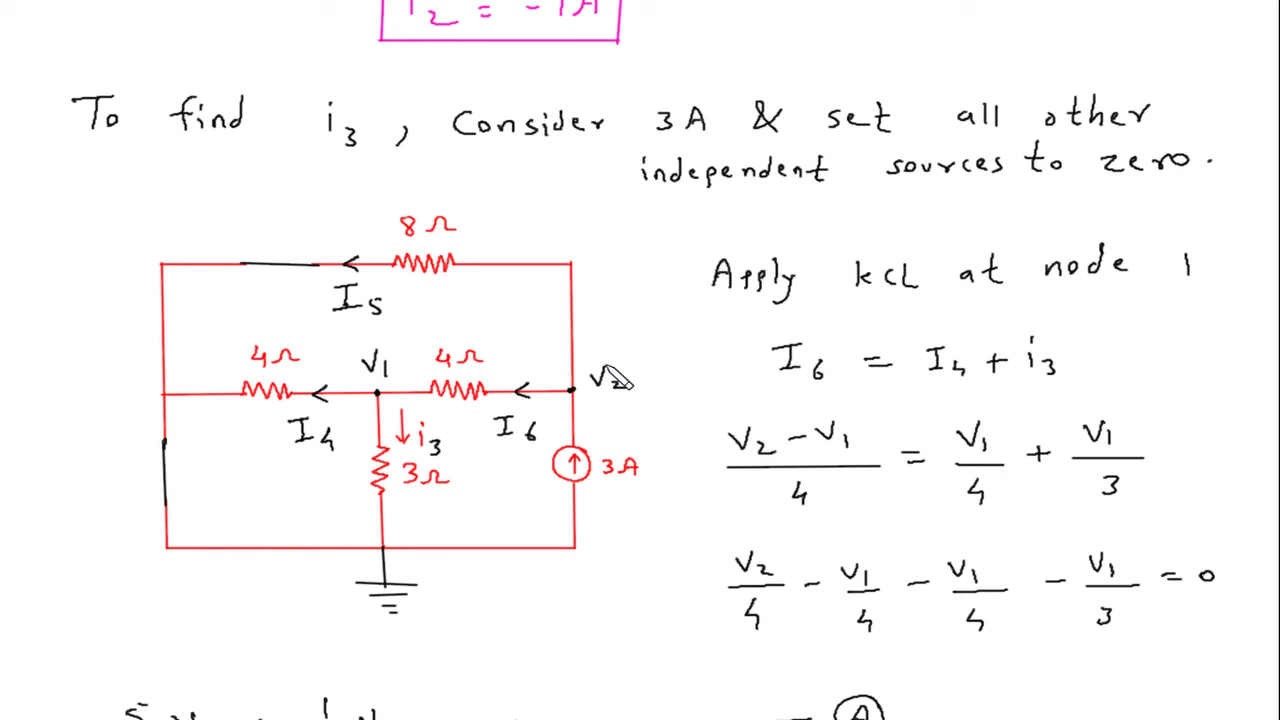 i₂ = -1A
To find i₃, Consider 3A & set all other
independent sources to zero.
8Ω
I₅
4Ω
V₁
4Ω
V₂
I₄
i₃
I₆
3Ω
3A
Apply KCL at node 1
I₆ = I₄ + i₃
(V₂ - V₁)/4 = V₁/4 + V₁/3
V₂/4 - V₁/4 - V₁/4 - V₁/3 = 0
A